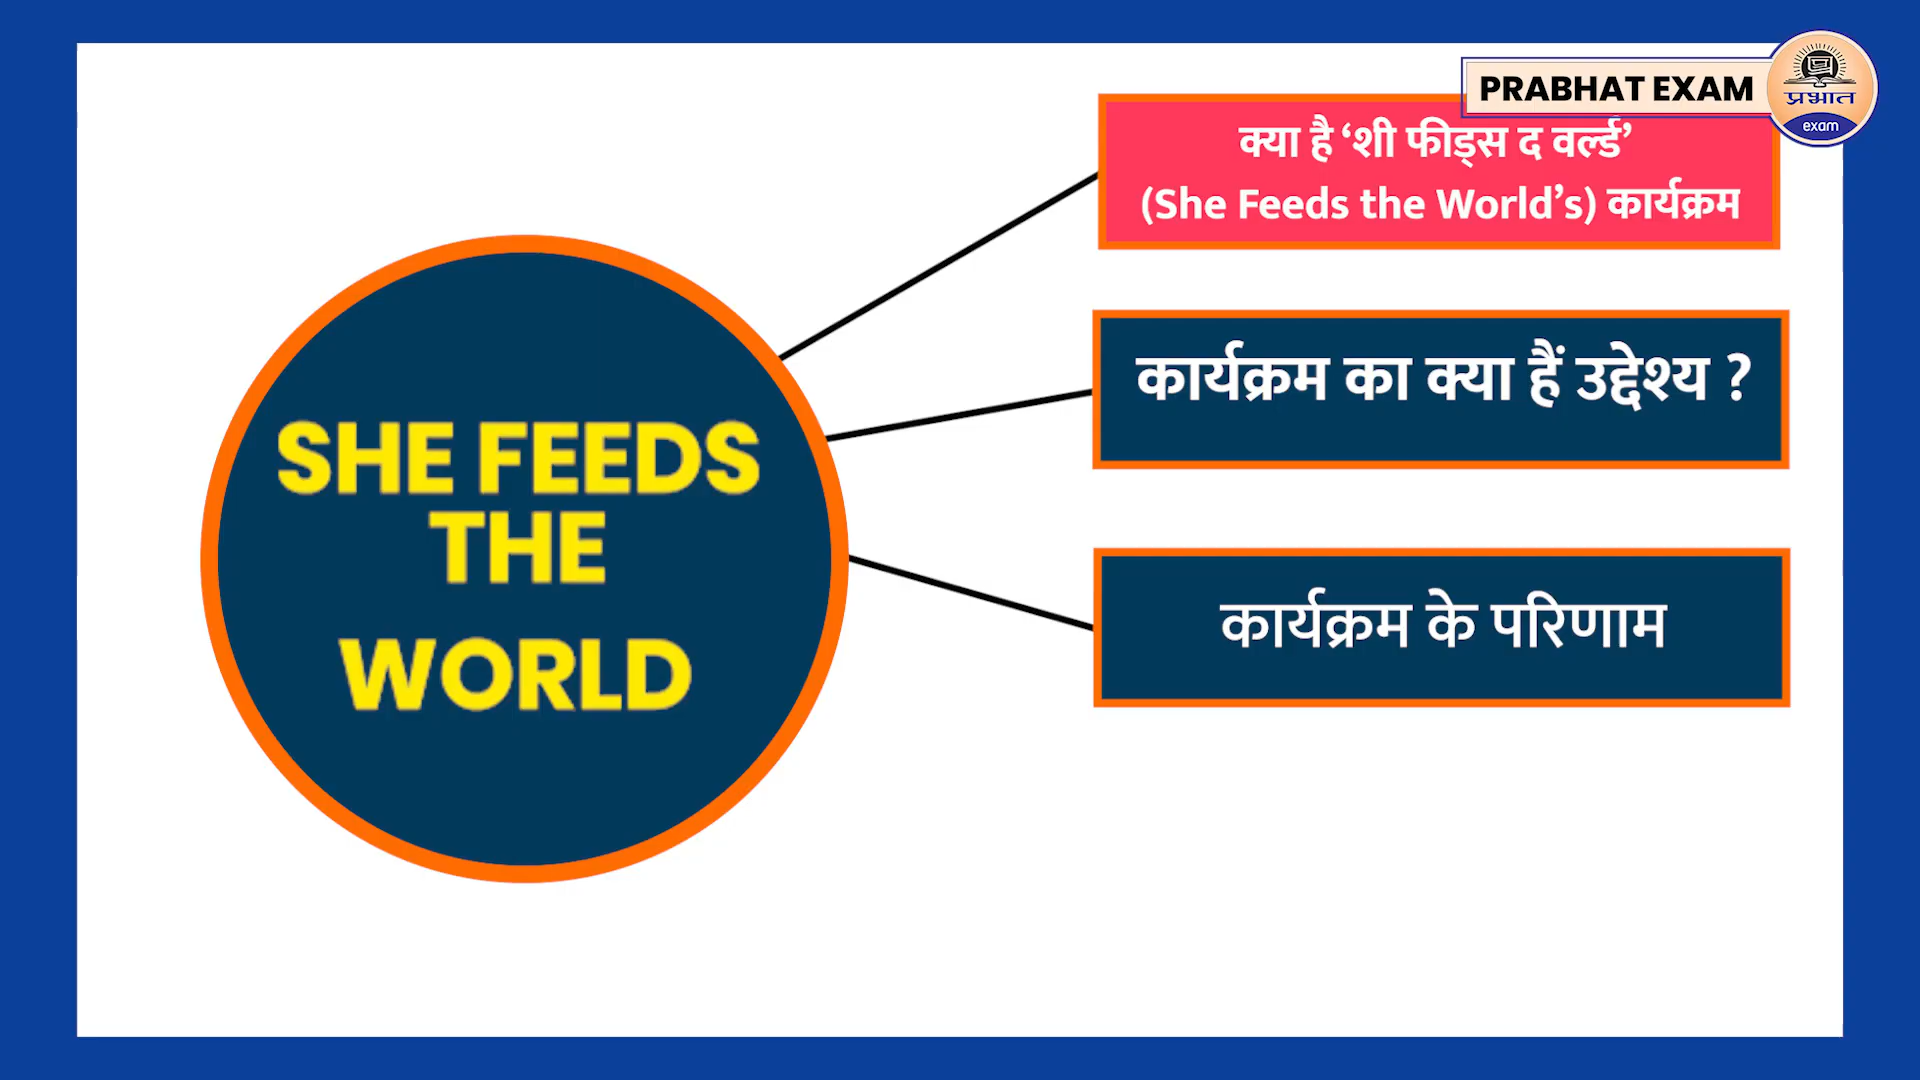 PRABHAT EXAM
प्रभात
exam
क्या है ‘शी फीड्स द वर्ल्ड’
(She Feeds the World’s) कार्यक्रम
कार्यक्रम का क्या हैं उद्देश्य ?
कार्यक्रम के परिणाम
SHE FEEDS
THE
WORLD